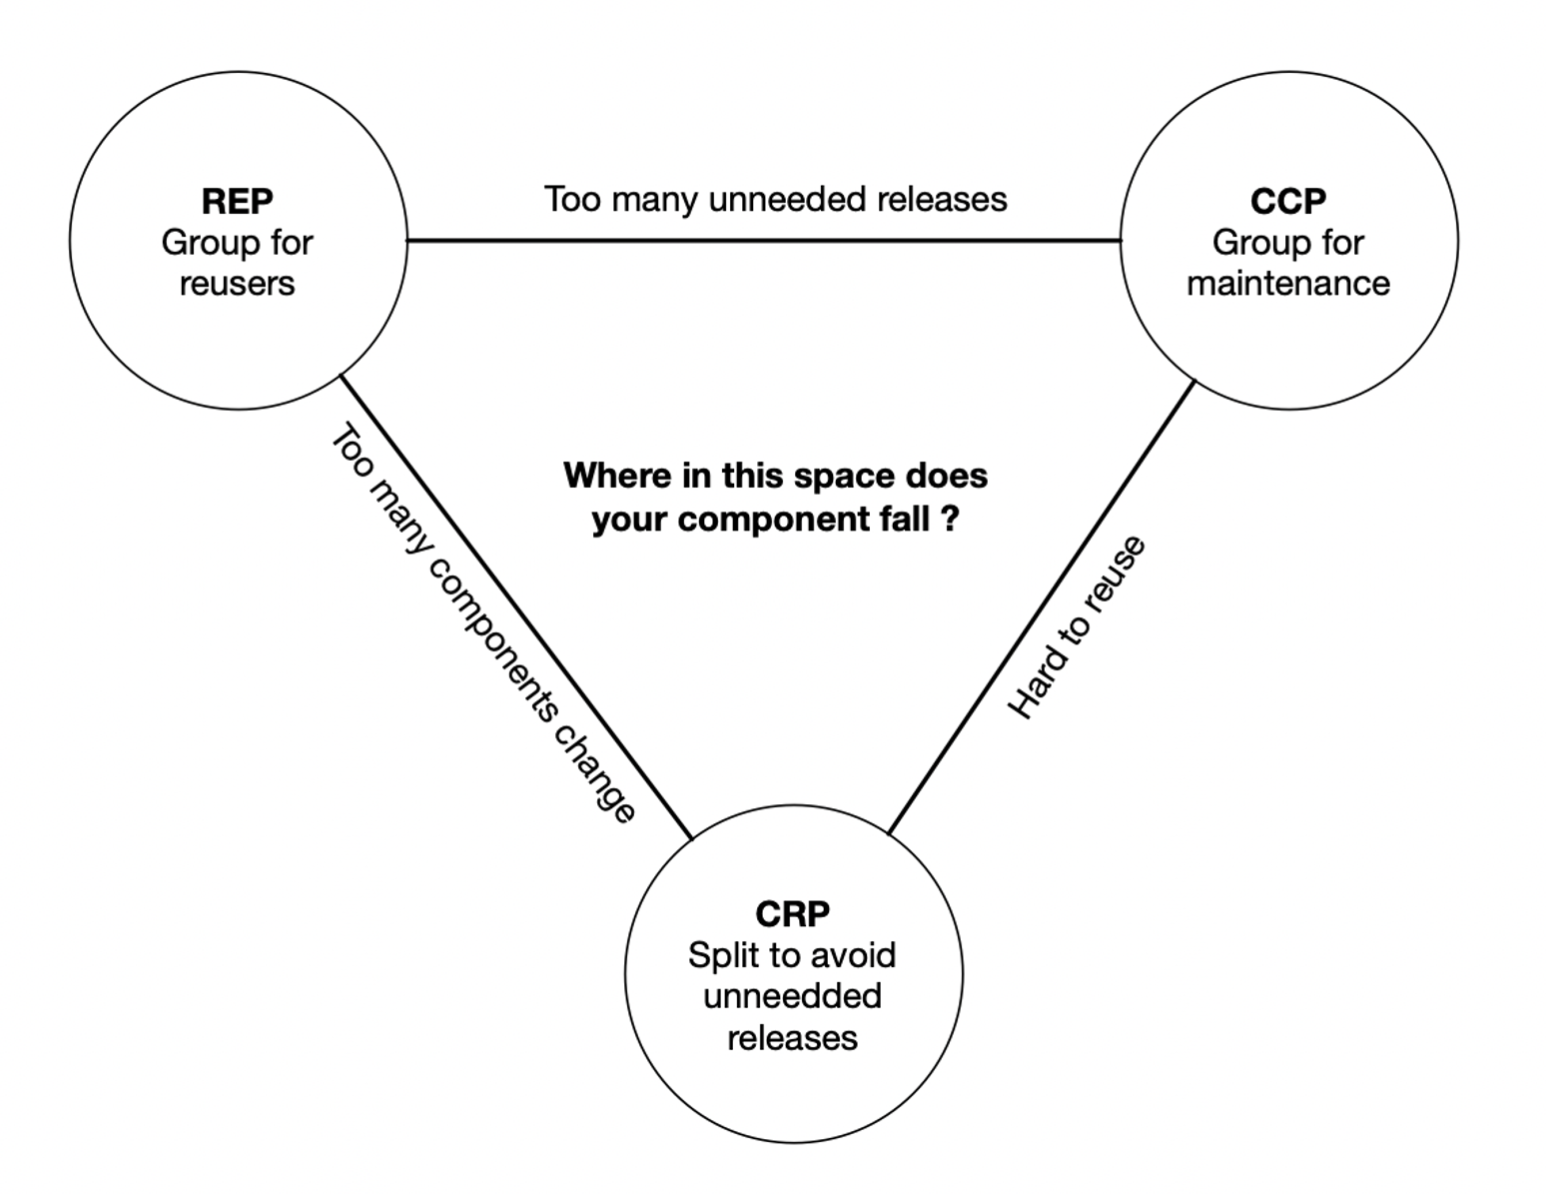 REP
Group for
reusers
Too many unneeded releases
CCP
Group for
maintenance
Where in this space does
your component fall ?
Too many components change
Hard to reuse
CRP
Split to avoid
unneedded
releases